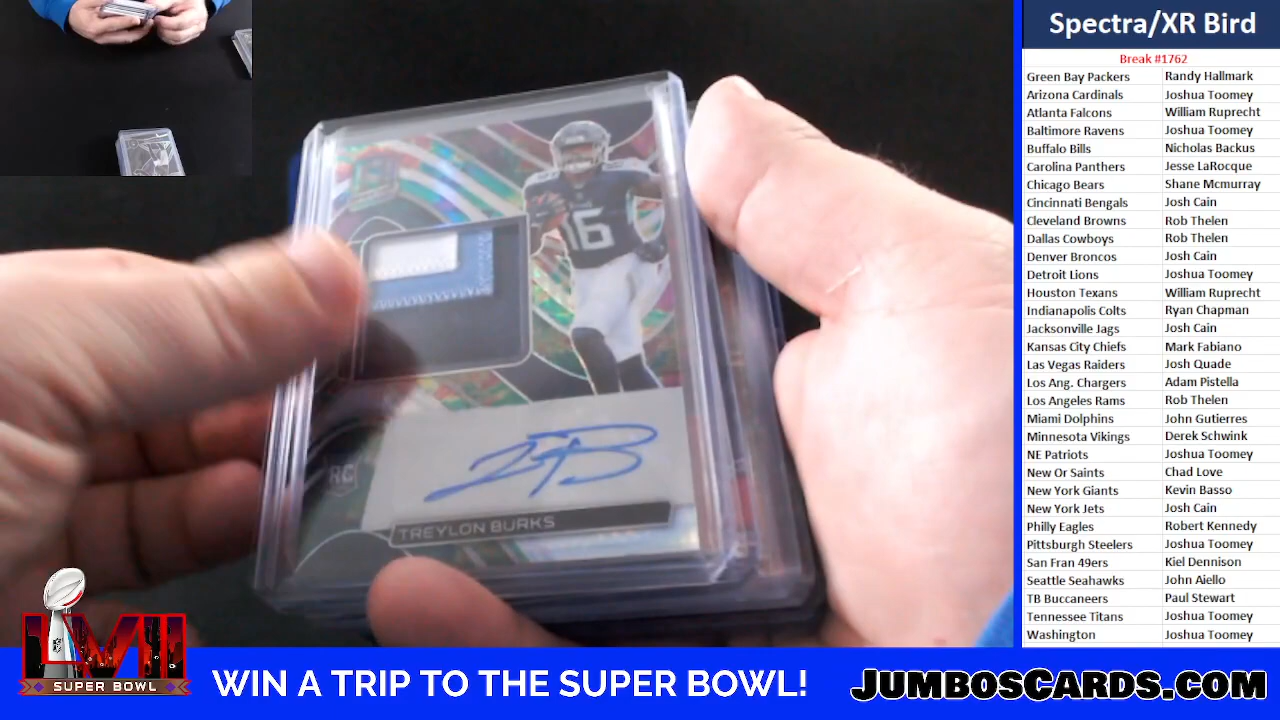 Spectra/XR Bird
Break #1762
Green Bay Packers Randy Hallmark
Arizona Cardinals Joshua Toomey
Atlanta Falcons William Ruprecht
Baltimore Ravens Joshua Toomey
Buffalo Bills Nicholas Backus
Carolina Panthers Jesse LaRocque
Chicago Bears Shane Mcmurray
Cincinnati Bengals Josh Cain
Cleveland Browns Rob Thelen
Dallas Cowboys Rob Thelen
Denver Broncos Josh Cain
Detroit Lions Joshua Toomey
Houston Texans William Ruprecht
Indianapolis Colts Ryan Chapman
Jacksonville Jags Josh Cain
Kansas City Chiefs Mark Fabiano
Las Vegas Raiders Josh Quade
Los Ang. Chargers Adam Pistella
Los Angeles Rams Rob Thelen
Miami Dolphins John Gutierres
Minnesota Vikings Derek Schwink
NE Patriots Joshua Toomey
New Or Saints Chad Love
New York Giants Kevin Basso
New York Jets Josh Cain
Philly Eagles Robert Kennedy
Pittsburgh Steelers Joshua Toomey
San Fran 49ers Kiel Dennison
Seattle Seahawks John Aiello
TB Buccaneers Paul Stewart
Tennessee Titans Joshua Toomey
Washington Joshua Toomey
16
RC
TREYLON BURKS
LVII
SUPER BOWL
WIN A TRIP TO THE SUPER BOWL!
JUMBOSCARDS.COM